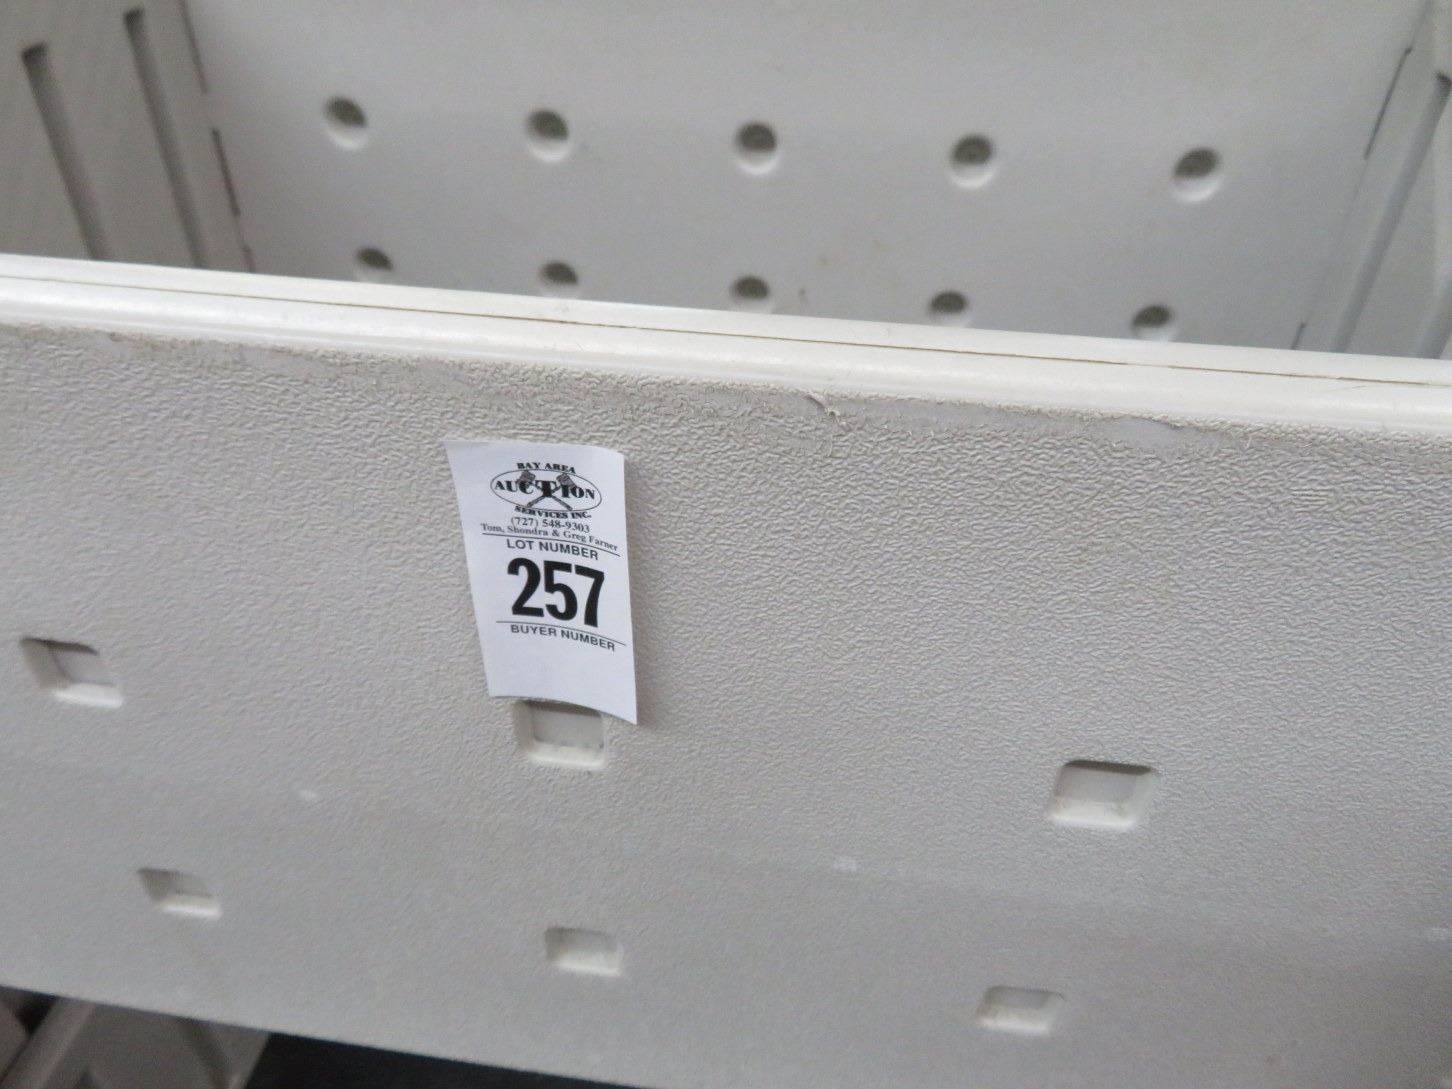 BAY AREA
AUCTION
SERVICES INC.
(727) 548-9303
Tom, Shondra & Greg Farner
LOT NUMBER
257
BUYER NUMBER